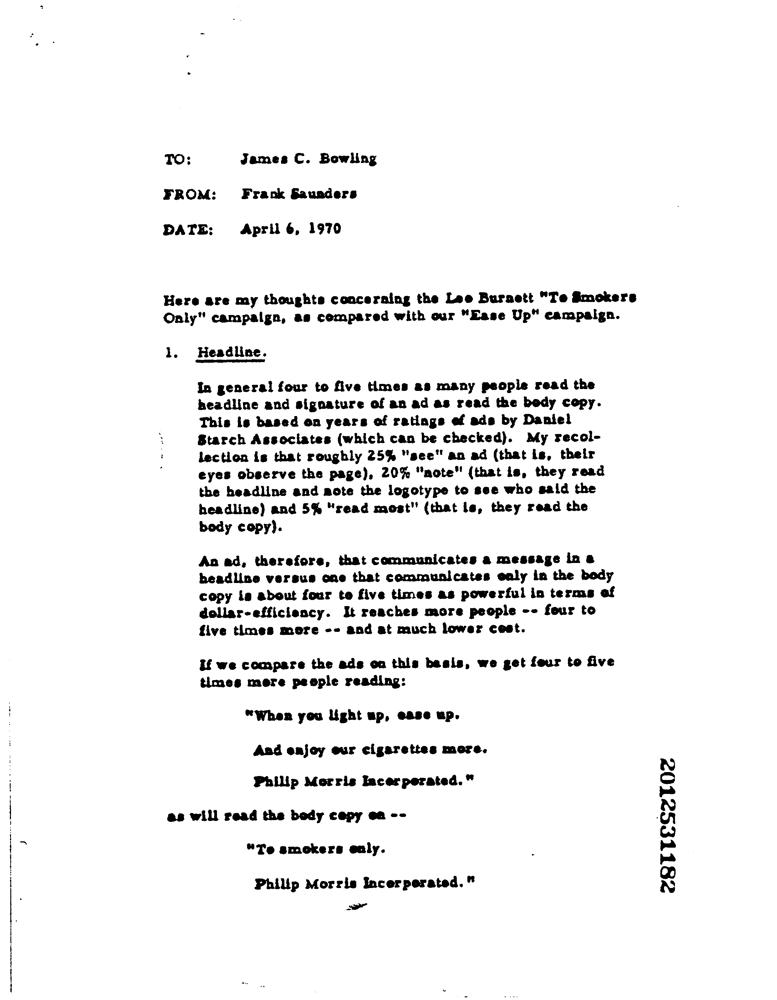 TO: James C. Bowling
FROM: Frank Saunders
DATE: April 6, 1970
Here are my thoughts concerning the Leo Burnett "To Smokers
Only" campaign, as compared with our "Ease Up" campaign.
1. Headline.
In general four to five times as many people read the
headline and signature of an ad as read the body copy.
This is based on years of ratings of ads by Daniel
Starch Associates (which can be checked). My recol-
lection is that roughly 25% "see" an ad (that is, their
eyes observe the page), 20% "note" (that is, they read
the headline and note the logotype to see who said the
headline) and 5% "read most" (that is, they read the
body copy).
An ad, therefore, that communicates a message in a
headline versus one that communicates only in the body
copy is about four to five times as powerful in terms of
dollar-efficiency. It reaches more people -- four to
five times more -- and at much lower cost.
If we compare the ads on this basis, we get four to five
times more people reading:
"When you light up, ease up.
And enjoy our cigarettes more.
Philip Morris Incorporated."
as will read the body copy on --
"To smokers only.
Philip Morris Incorporated."
2012531182